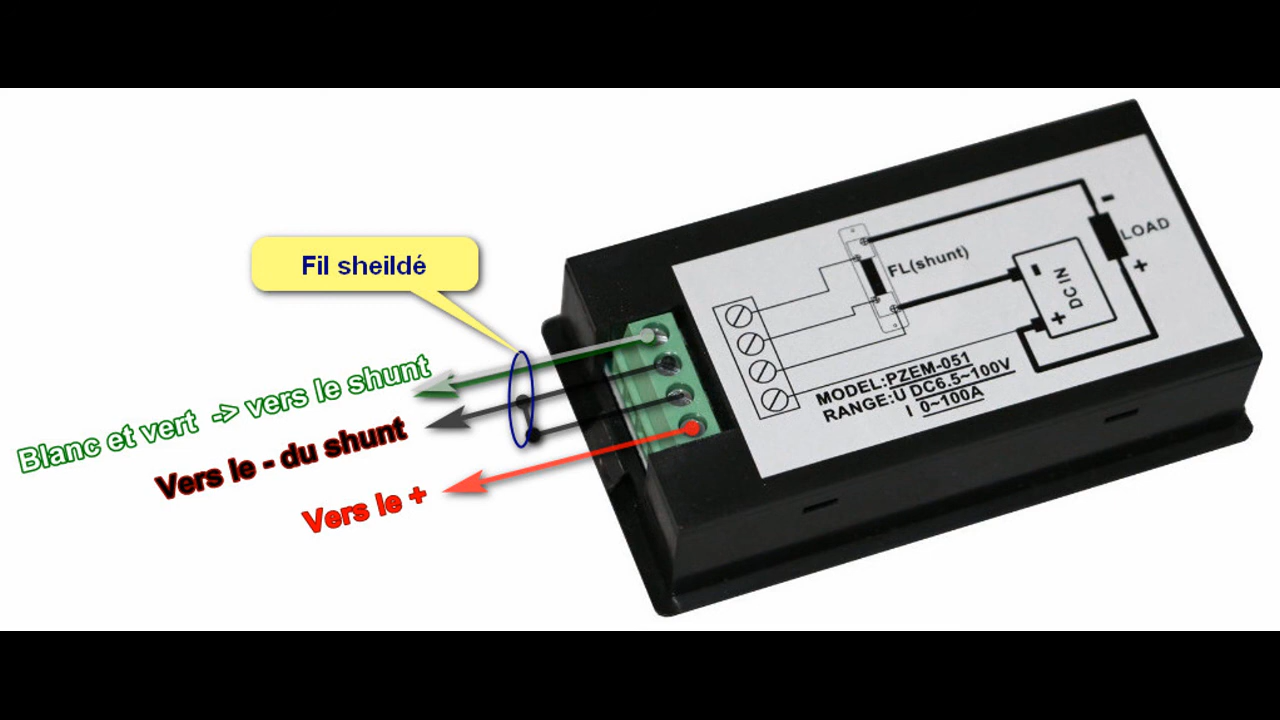 Fil sheildé
Blanc et vert -> vers le shunt
Vers le - du shunt
Vers le +
- LOAD +
FL(shunt)
- DC IN +
MODEL:PZEM-051
RANGE:U DC6.5~100V
I 0~100A